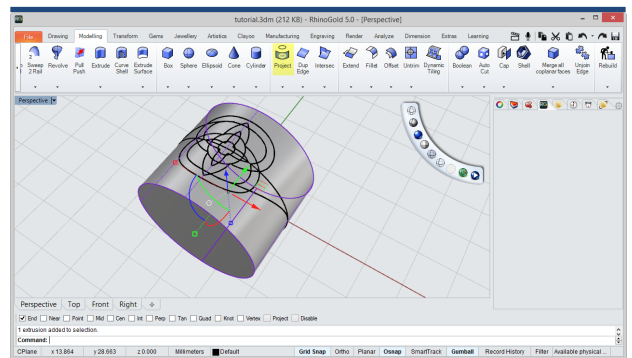 tutorial.3dm (212 KB) - RhinoGold 5.0 - [Perspective]
File Drawing Modelling Transform Gems Jewellery Artistics Clayoo Manufacturing Engraving Render Analyze Dimension Extras Learning
Sweep 2 Rail
Revolve
Pull Push
Extrude
Curve Shell
Extrude Surface
Box
Sphere
Ellipsoid
Cone
Cylinder
Project
Dup Edge
Intersec
Extend
Fillet
Offset
Untrim
Dynamic Tiling
Boolean
Auto Cut
Cap
Shell
Merge all coplanar faces
Unjoin Edge
Rebuild
Perspective
Perspective Top Front Right
End Near Point Mid Cen Int Perp Tan Quad Knot Vertex Project Disable
1 extrusion added to selection.
Command:
CPlane x 13.864 y 28.663 z 0.000 Millimeters Default Grid Snap Ortho Planar Osnap SmartTrack Gumball Record History Filter Available physical ...